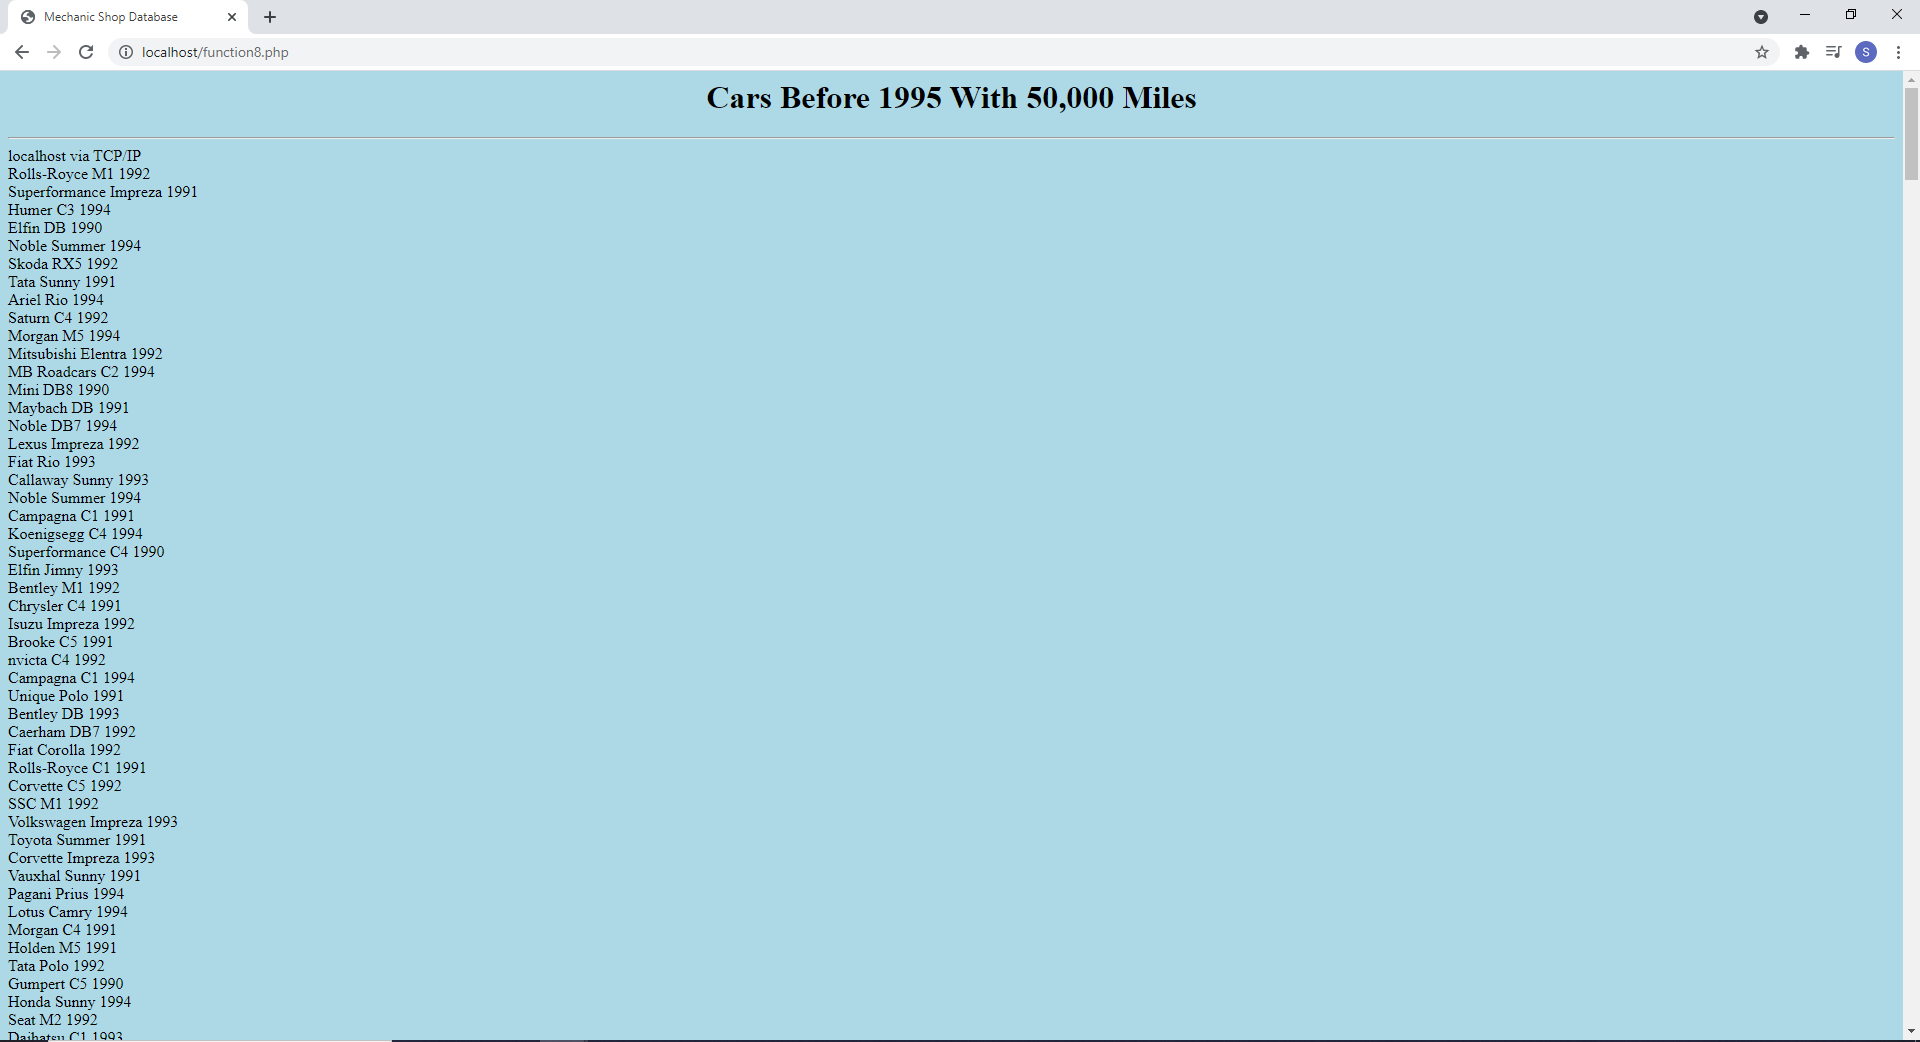 Mechanic Shop Database
localhost/function8.php
S
Cars Before 1995 With 50,000 Miles
localhost via TCP/IP
Rolls-Royce M1 1992
Superformance Impreza 1991
Humer C3 1994
Elfin DB 1990
Noble Summer 1994
Skoda RX5 1992
Tata Sunny 1991
Ariel Rio 1994
Saturn C4 1992
Morgan M5 1994
Mitsubishi Elentra 1992
MB Roadcars C2 1994
Mini DB8 1990
Maybach DB 1991
Noble DB7 1994
Lexus Impreza 1992
Fiat Rio 1993
Callaway Sunny 1993
Noble Summer 1994
Campagna C1 1991
Koenigsegg C4 1994
Superformance C4 1990
Elfin Jimny 1993
Bentley M1 1992
Chrysler C4 1991
Isuzu Impreza 1992
Brooke C5 1991
nvicta C4 1992
Campagna C1 1994
Unique Polo 1991
Bentley DB 1993
Caerham DB7 1992
Fiat Corolla 1992
Rolls-Royce C1 1991
Corvette C5 1992
SSC M1 1992
Volkswagen Impreza 1993
Toyota Summer 1991
Corvette Impreza 1993
Vauxhal Sunny 1991
Pagani Prius 1994
Lotus Camry 1994
Morgan C4 1991
Holden M5 1991
Tata Polo 1992
Gumpert C5 1990
Honda Sunny 1994
Seat M2 1992
Daihatsu C1 1993